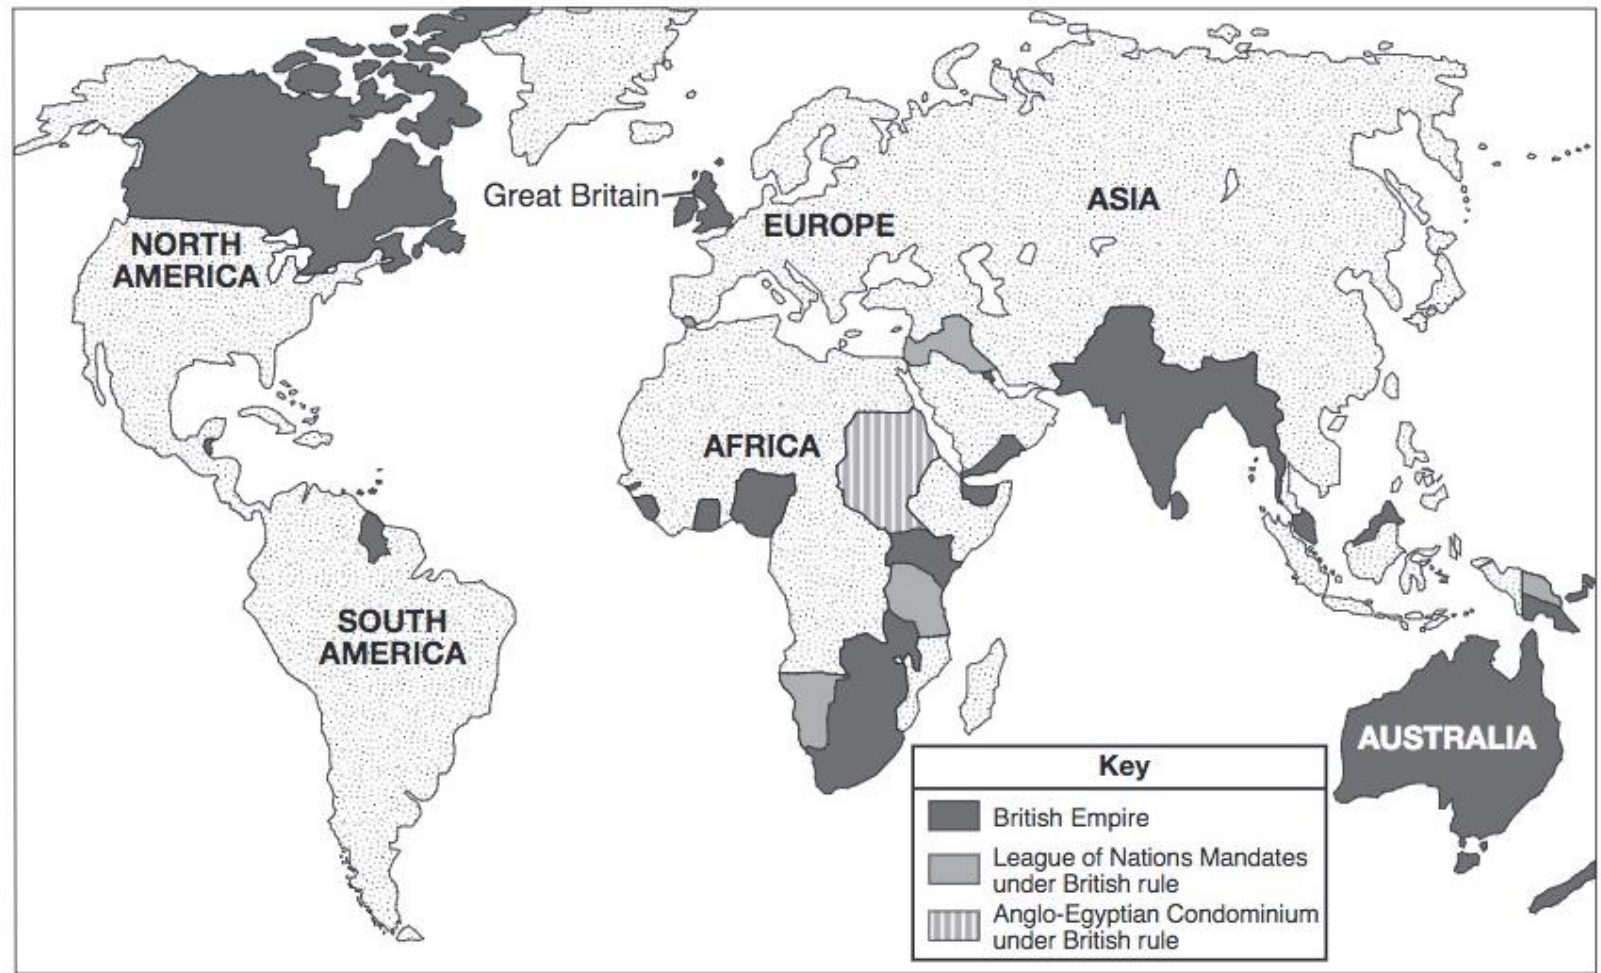 Great Britain
ASIA
EUROPE
NORTH
AMERICA
AFRICA
SOUTH
AMERICA
AUSTRALIA
Key
British Empire
League of Nations Mandates
under British rule
Anglo-Egyptian Condominium
under British rule